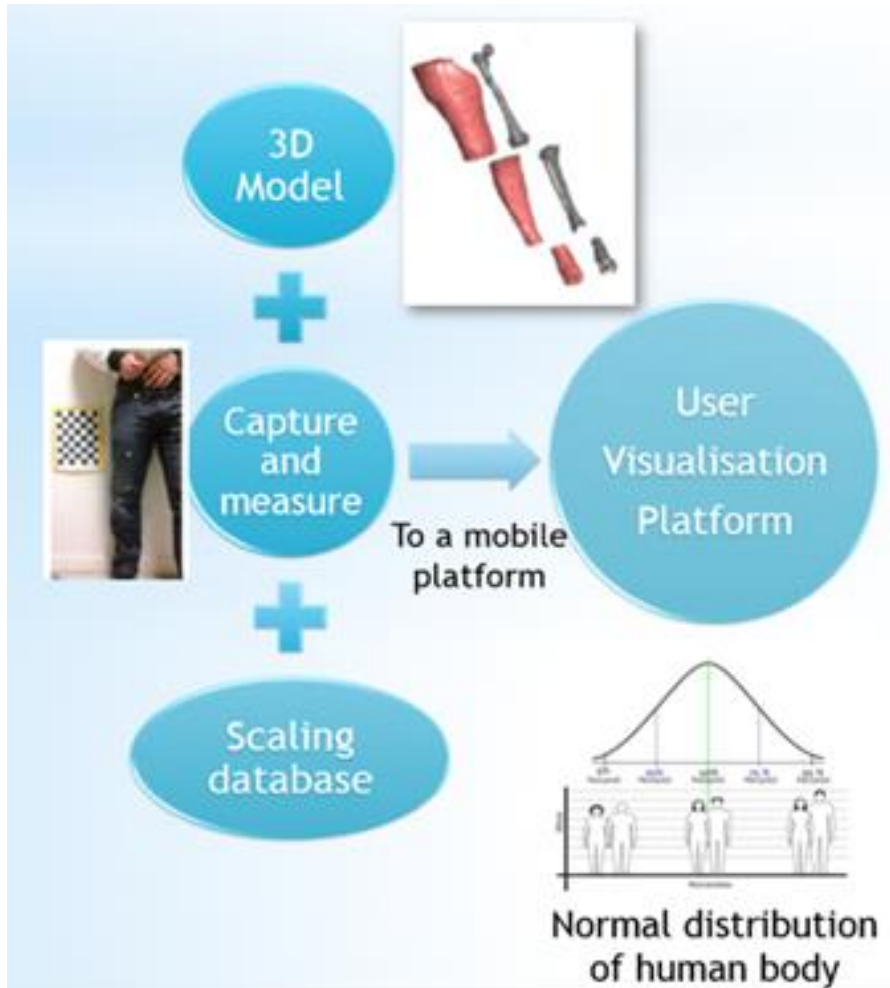 3D
Model
Capture
and
measure
To a mobile
platform
User
Visualisation
Platform
Scaling
database
Normal distribution
of human body